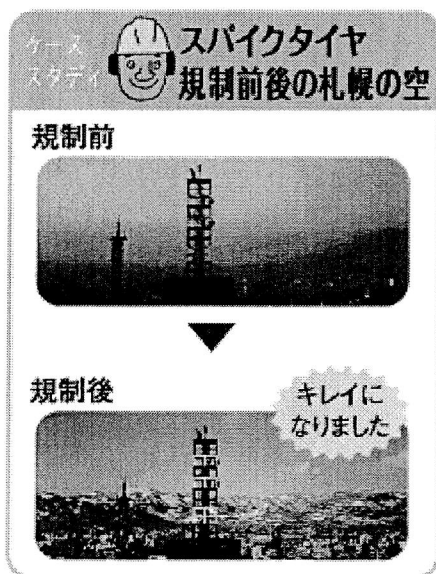 ケース
スタディ
スパイクタイヤ
規制前後の札幌の空
規制前
規制後
キレイに
なりました